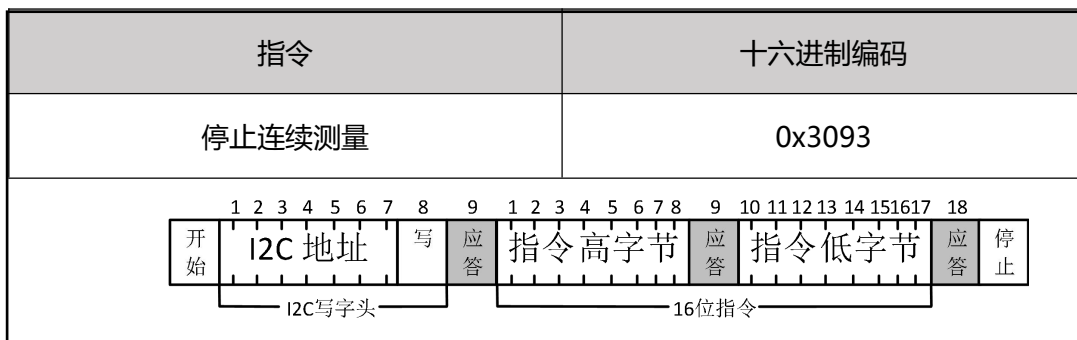 指令 十六进制编码
停止连续测量 0x3093
1 2 3 4 5 6 7 8 9 1 2 3 4 5 6 7 8 9 10 11 12 13 14 15 16 17 18
开始 I2C 地址 写 应答 指令高字节 应答 指令低字节 应答 停止
I2C写字头 16位指令